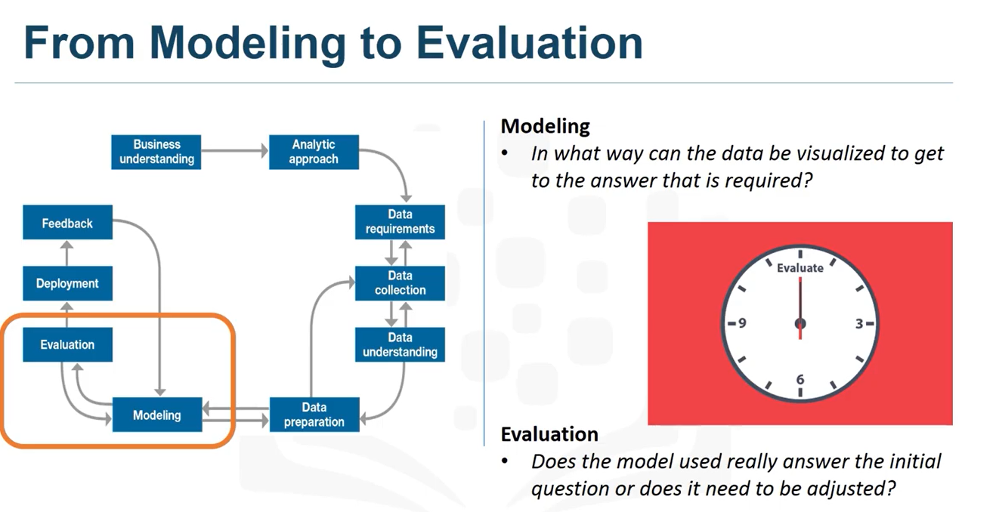 From Modeling to Evaluation
Business
understanding
Analytic
approach
Feedback
Data
requirements
Deployment
Data
collection
Evaluation
Data
understanding
Modeling
Data
preparation
Modeling
• In what way can the data be visualized to get
to the answer that is required?
Evaluate
9
3
6
Evaluation
• Does the model used really answer the initial
question or does it need to be adjusted?